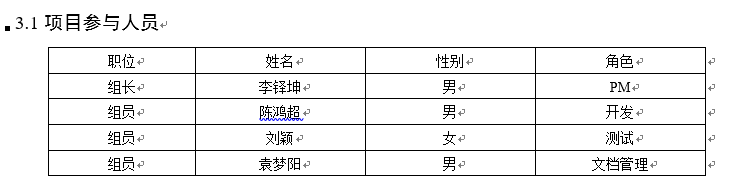 3.1 项目参与人员
职位 姓名 性别 角色
组长 李铎坤 男 PM
组员 陈鸿超 男 开发
组员 刘颖 女 测试
组员 袁梦阳 男 文档管理